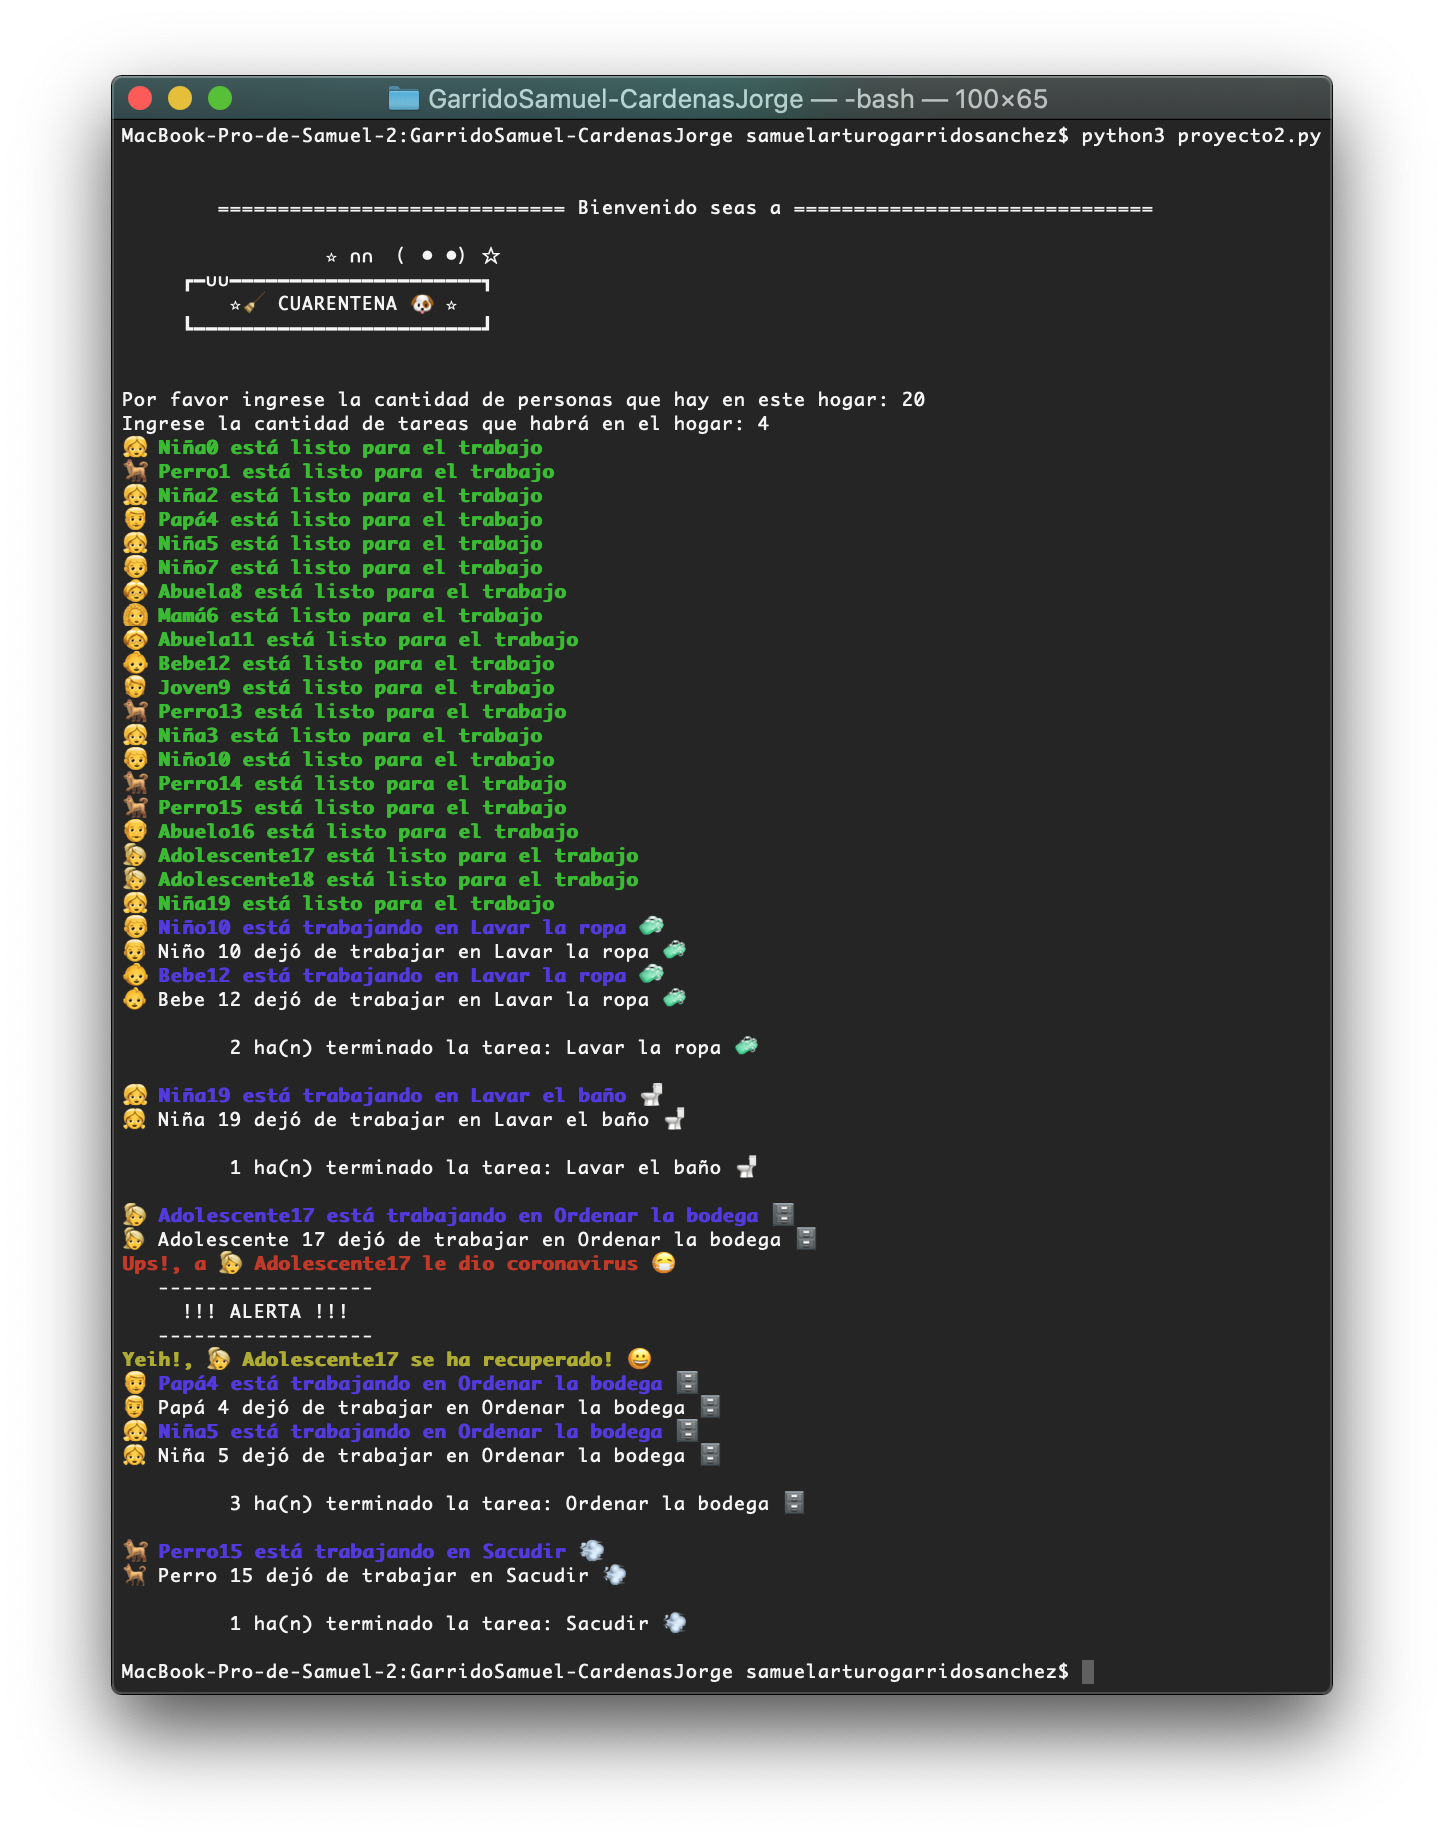 GarridoSamuel-CardenasJorge — -bash — 100×65
MacBook-Pro-de-Samuel-2:GarridoSamuel-CardenasJorge samuelarturogarridosanchez$ python3 proyecto2.py
============================= Bienvenido seas a ==============================
☆ ∩∩ ( • •) ☆
┏━∪∪━━━━━━━━━━━━━━━━━━━━━┓
☆🧹 CUARENTENA 🐶 ☆
┗━━━━━━━━━━━━━━━━━━━━━━━━┛
Por favor ingrese la cantidad de personas que hay en este hogar: 20
Ingrese la cantidad de tareas que habrá en el hogar: 4
👧 Niña0 está listo para el trabajo
🐕 Perro1 está listo para el trabajo
👧 Niña2 está listo para el trabajo
👨 Papá4 está listo para el trabajo
👧 Niña5 está listo para el trabajo
👦 Niño7 está listo para el trabajo
👵 Abuela8 está listo para el trabajo
👩 Mamá6 está listo para el trabajo
👵 Abuela11 está listo para el trabajo
👶 Bebe12 está listo para el trabajo
🧑 Joven9 está listo para el trabajo
🐕 Perro13 está listo para el trabajo
👧 Niña3 está listo para el trabajo
👦 Niño10 está listo para el trabajo
🐕 Perro14 está listo para el trabajo
🐕 Perro15 está listo para el trabajo
👴 Abuelo16 está listo para el trabajo
🙋 Adolescente17 está listo para el trabajo
🙋 Adolescente18 está listo para el trabajo
👧 Niña19 está listo para el trabajo
👦 Niño10 está trabajando en Lavar la ropa 🧼
👦 Niño 10 dejó de trabajar en Lavar la ropa 🧼
👶 Bebe12 está trabajando en Lavar la ropa 🧼
👶 Bebe 12 dejó de trabajar en Lavar la ropa 🧼
2 ha(n) terminado la tarea: Lavar la ropa 🧼
👧 Niña19 está trabajando en Lavar el baño 🚽
👧 Niña 19 dejó de trabajar en Lavar el baño 🚽
1 ha(n) terminado la tarea: Lavar el baño 🚽
🙋 Adolescente17 está trabajando en Ordenar la bodega 🗄
🙋 Adolescente 17 dejó de trabajar en Ordenar la bodega 🗄
Ups!, a 🙋 Adolescente17 le dio coronavirus 😷
------------------
!!! ALERTA !!!
------------------
Yeih!, 🙋 Adolescente17 se ha recuperado! 😀
👨 Papá4 está trabajando en Ordenar la bodega 🗄
👨 Papá 4 dejó de trabajar en Ordenar la bodega 🗄
👧 Niña5 está trabajando en Ordenar la bodega 🗄
👧 Niña 5 dejó de trabajar en Ordenar la bodega 🗄
3 ha(n) terminado la tarea: Ordenar la bodega 🗄
🐕 Perro15 está trabajando en Sacudir 💨
🐕 Perro 15 dejó de trabajar en Sacudir 💨
1 ha(n) terminado la tarea: Sacudir 💨
MacBook-Pro-de-Samuel-2:GarridoSamuel-CardenasJorge samuelarturogarridosanchez$